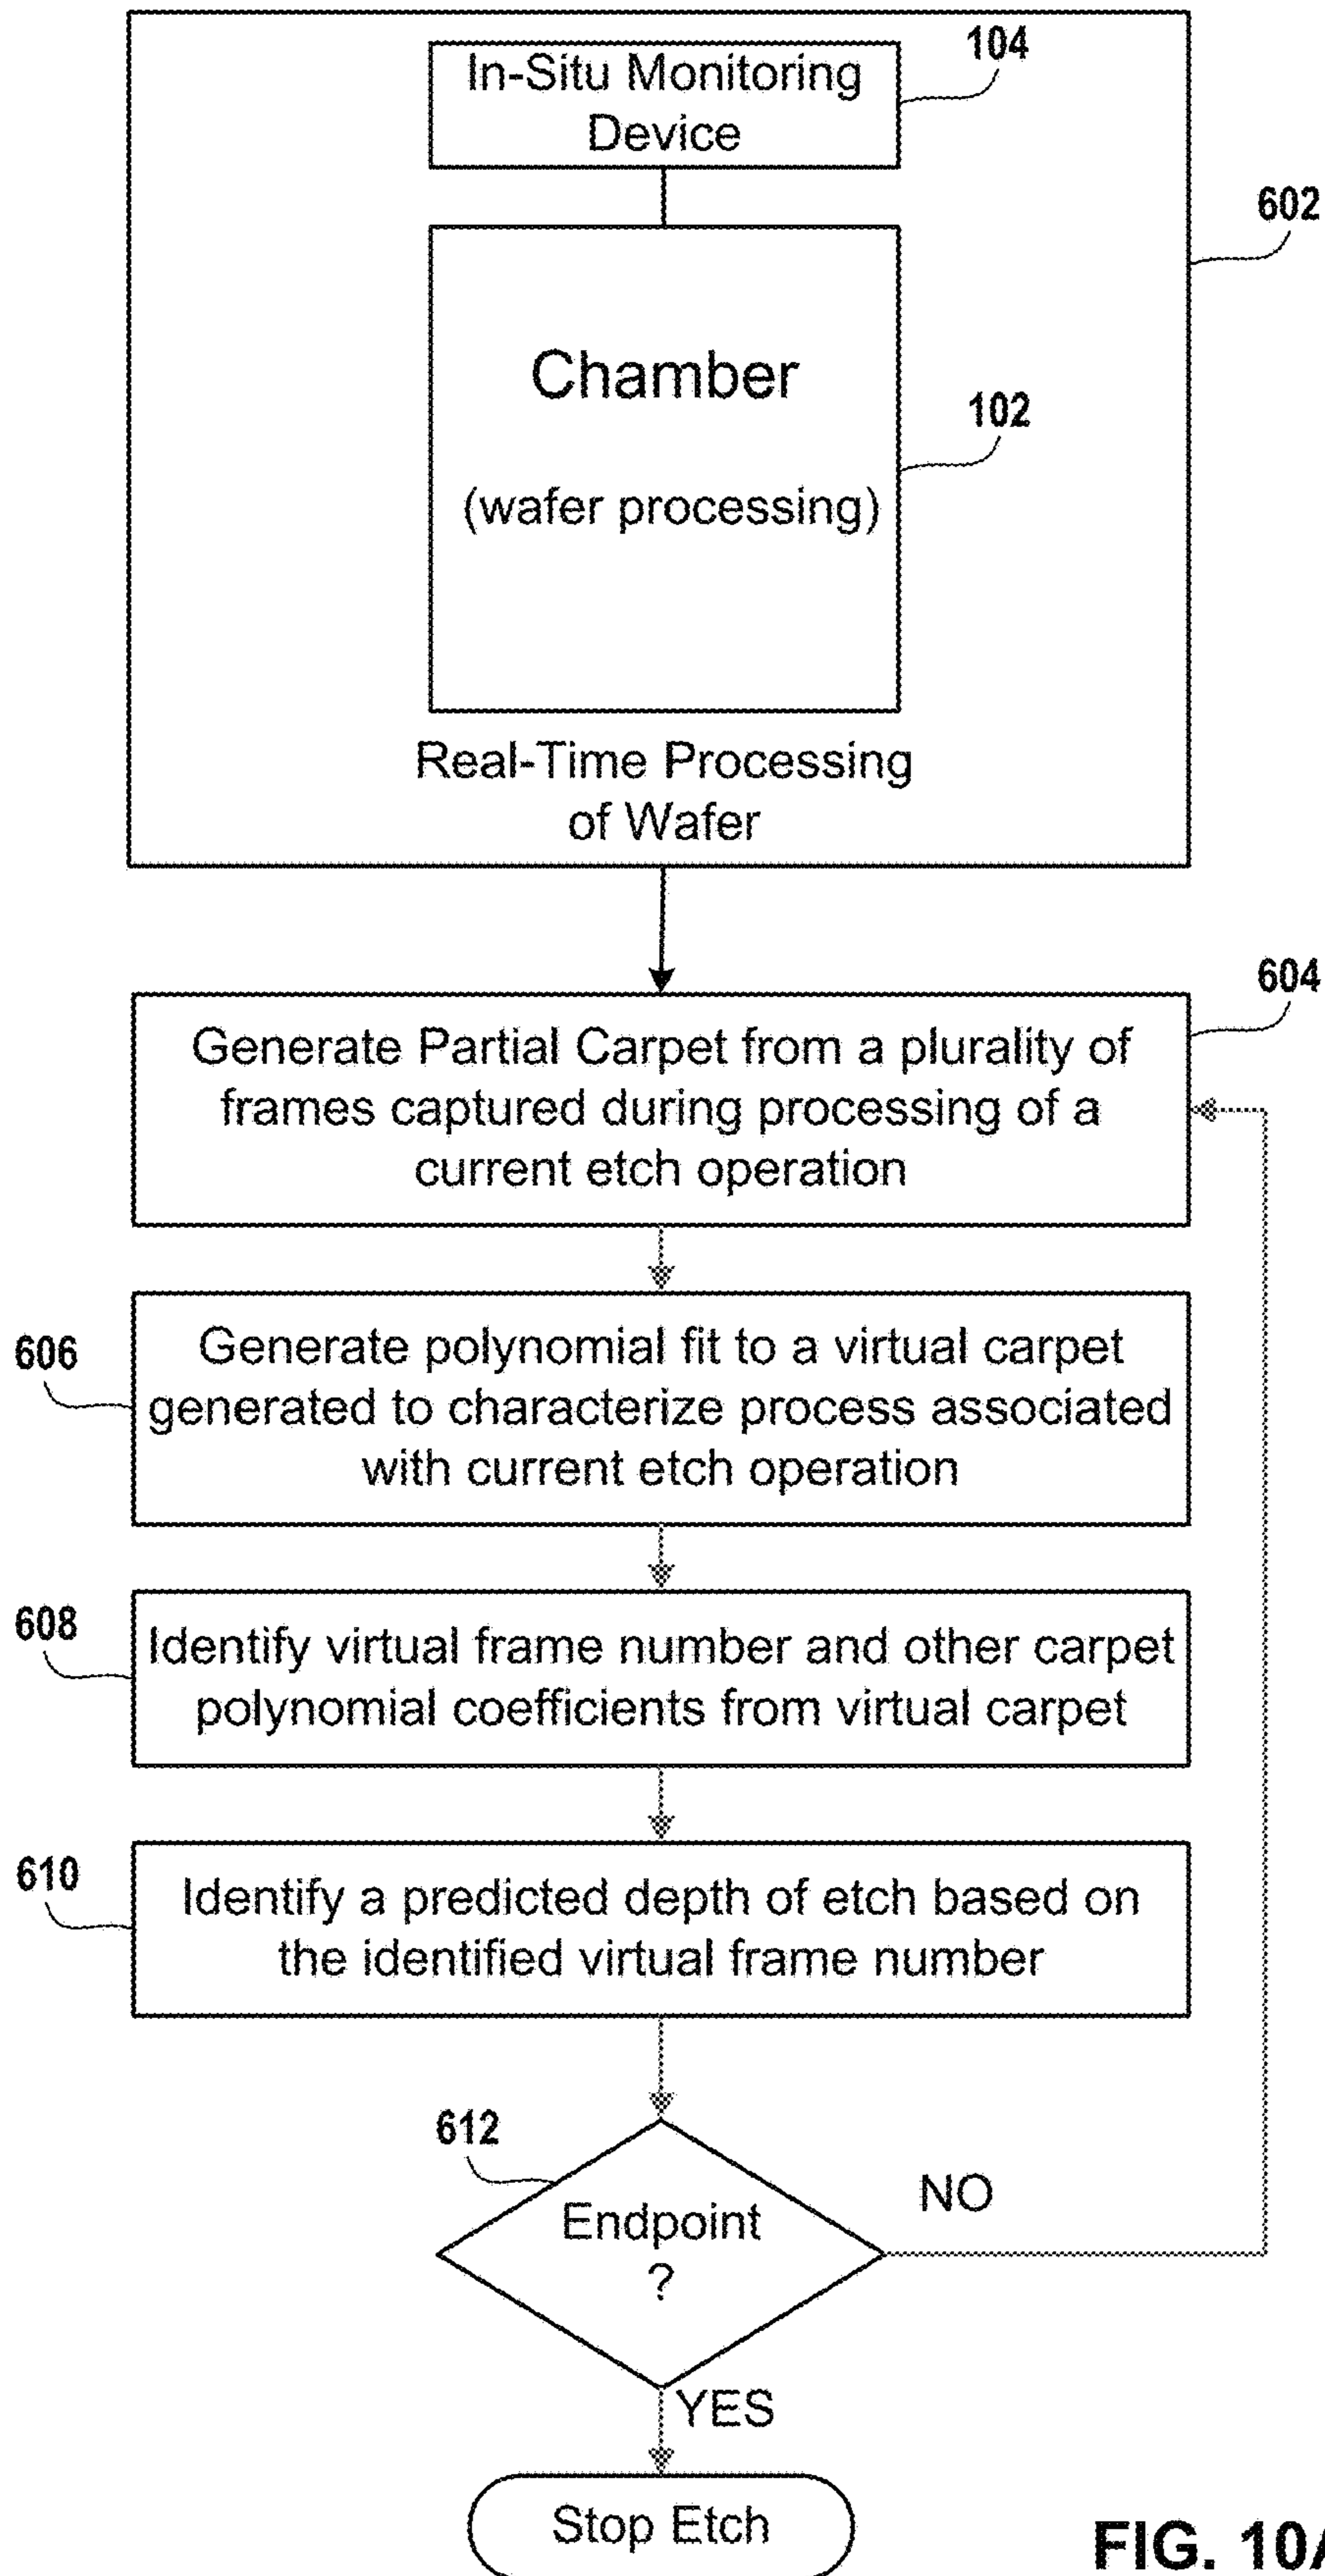 104
In-Situ Monitoring
Device
602
Chamber
102
(wafer processing)
Real-Time Processing
of Wafer
604
Generate Partial Carpet from a plurality of
frames captured during processing of a
current etch operation
606
Generate polynomial fit to a virtual carpet
generated to characterize process associated
with current etch operation
608
Identify virtual frame number and other carpet
polynomial coefficients from virtual carpet
610
Identify a predicted depth of etch based on
the identified virtual frame number
612
Endpoint
?
NO
YES
Stop Etch
FIG. 10A